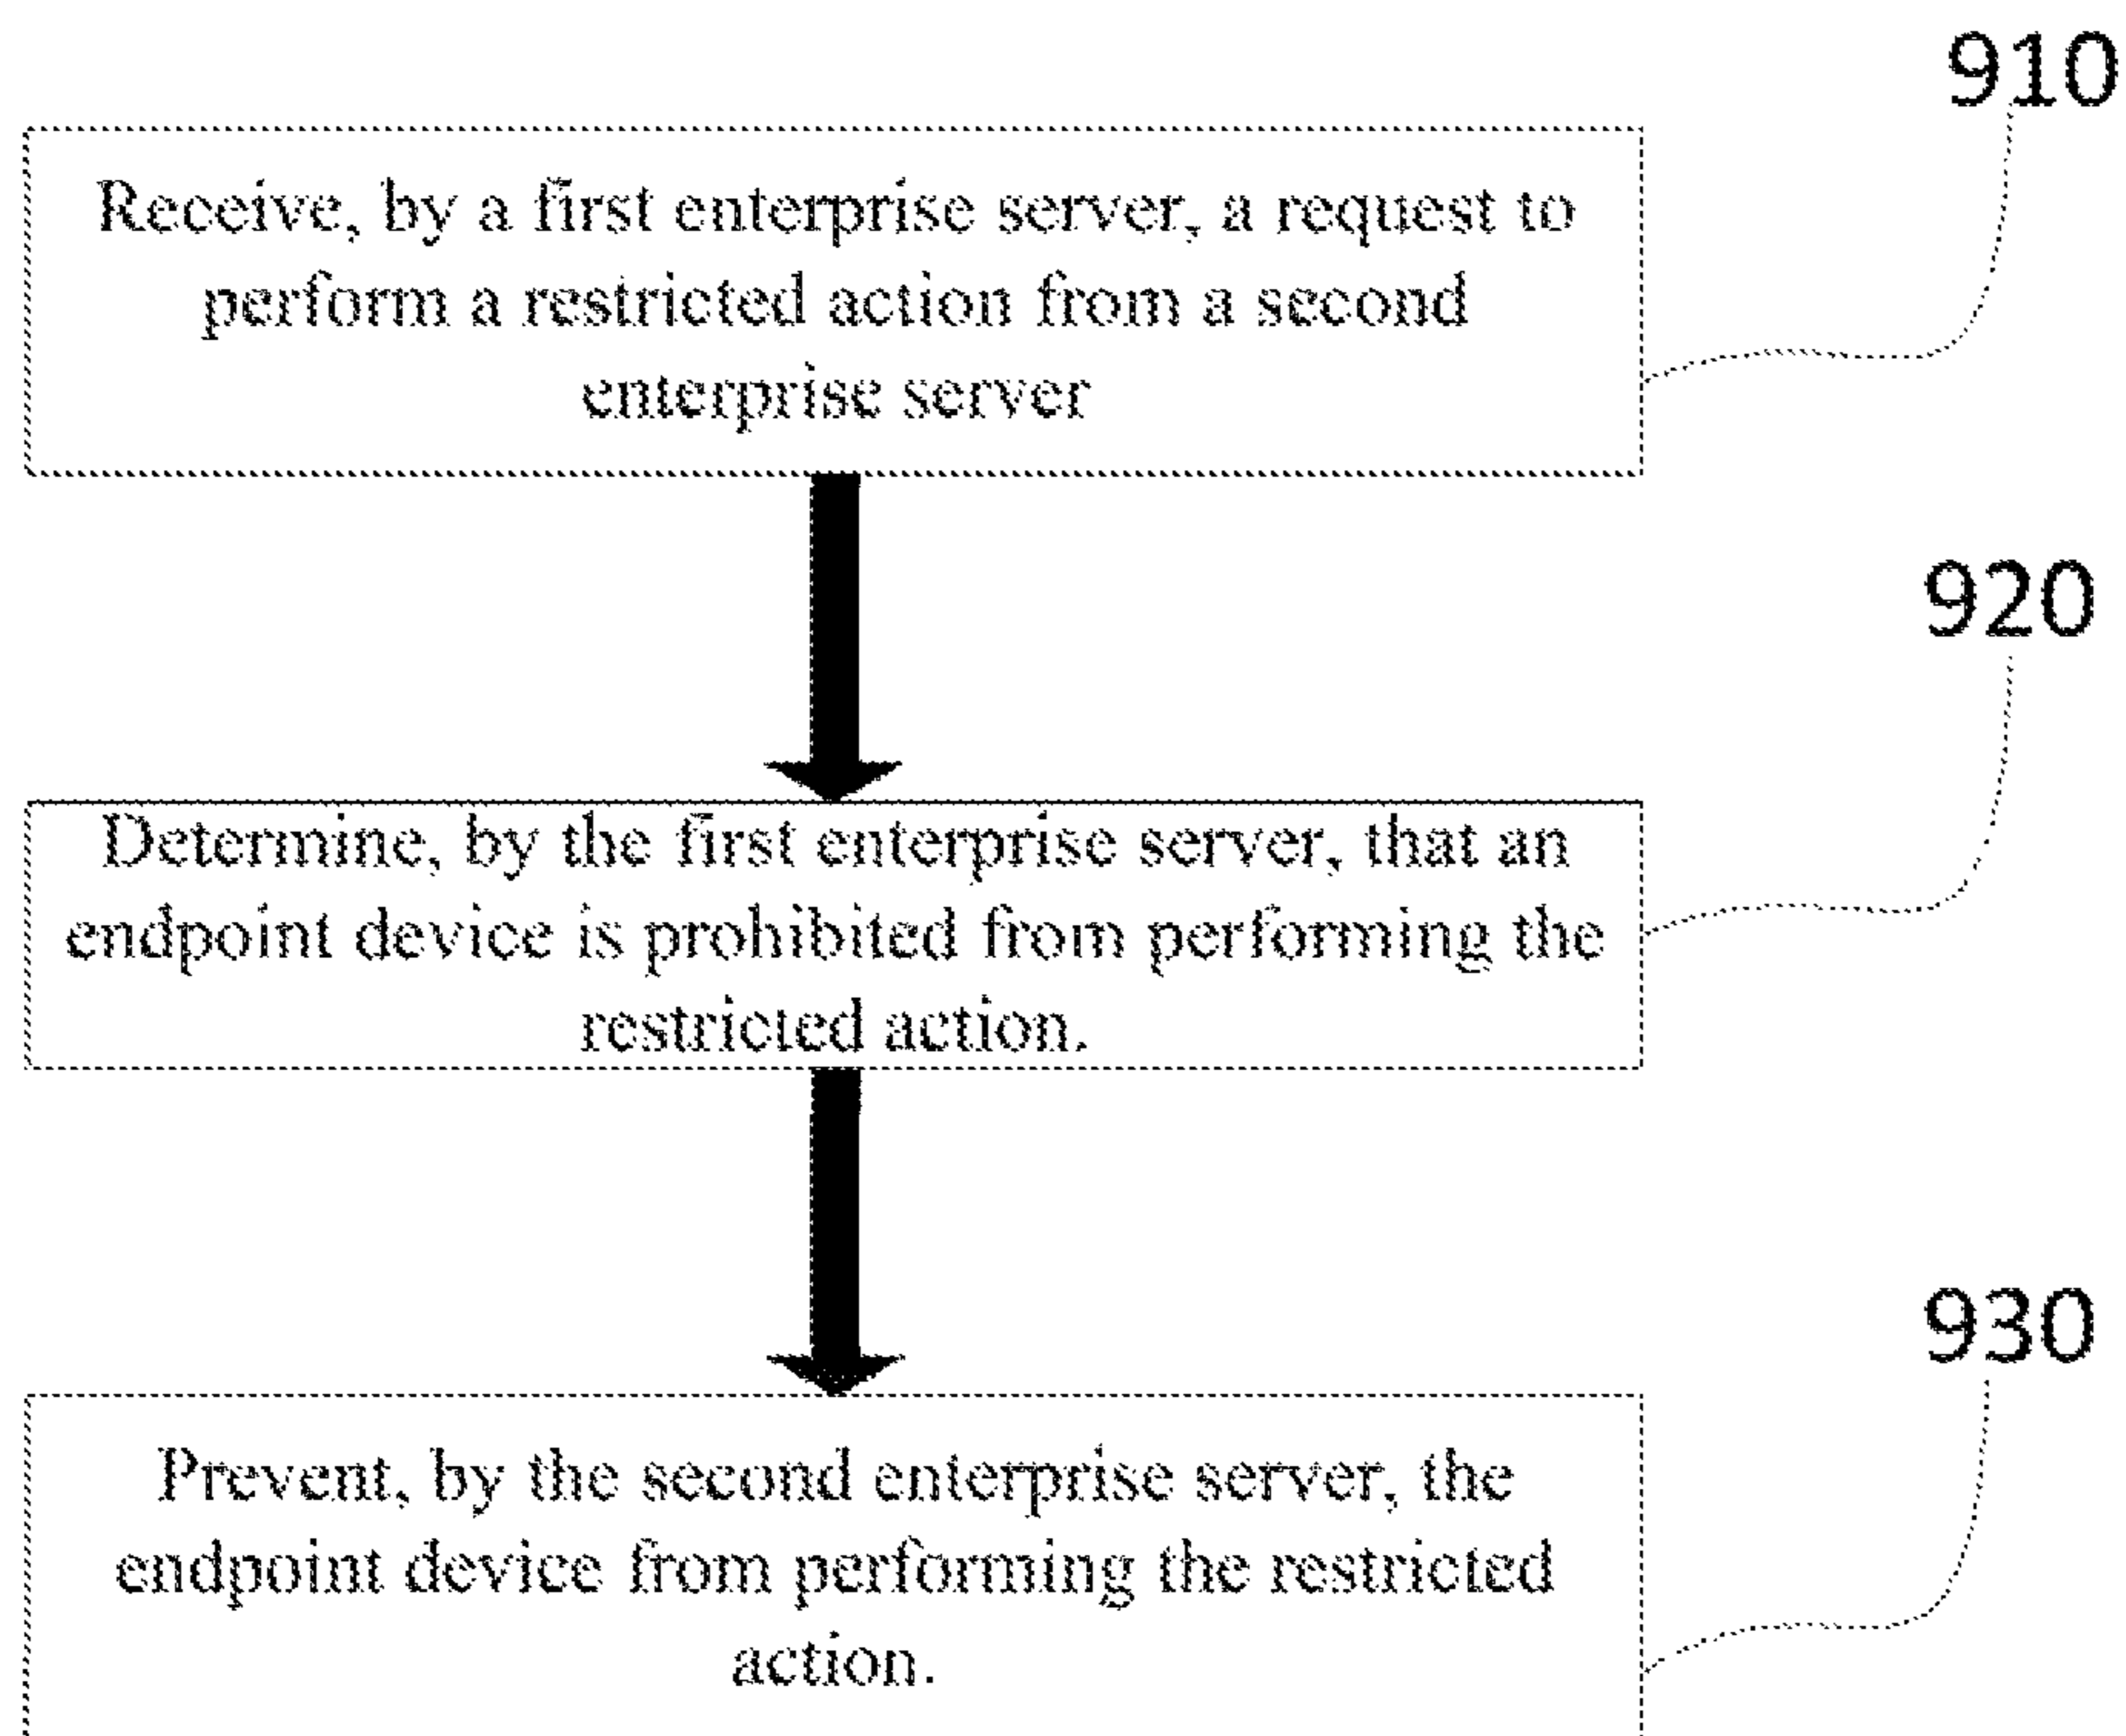 910
Receive, by a first enterprise server, a request to
perform a restricted action from a second
enterprise server
920
Determine, by the first enterprise server, that an
endpoint device is prohibited from performing the
restricted action.
930
Prevent, by the second enterprise server, the
endpoint device from performing the restricted
action.